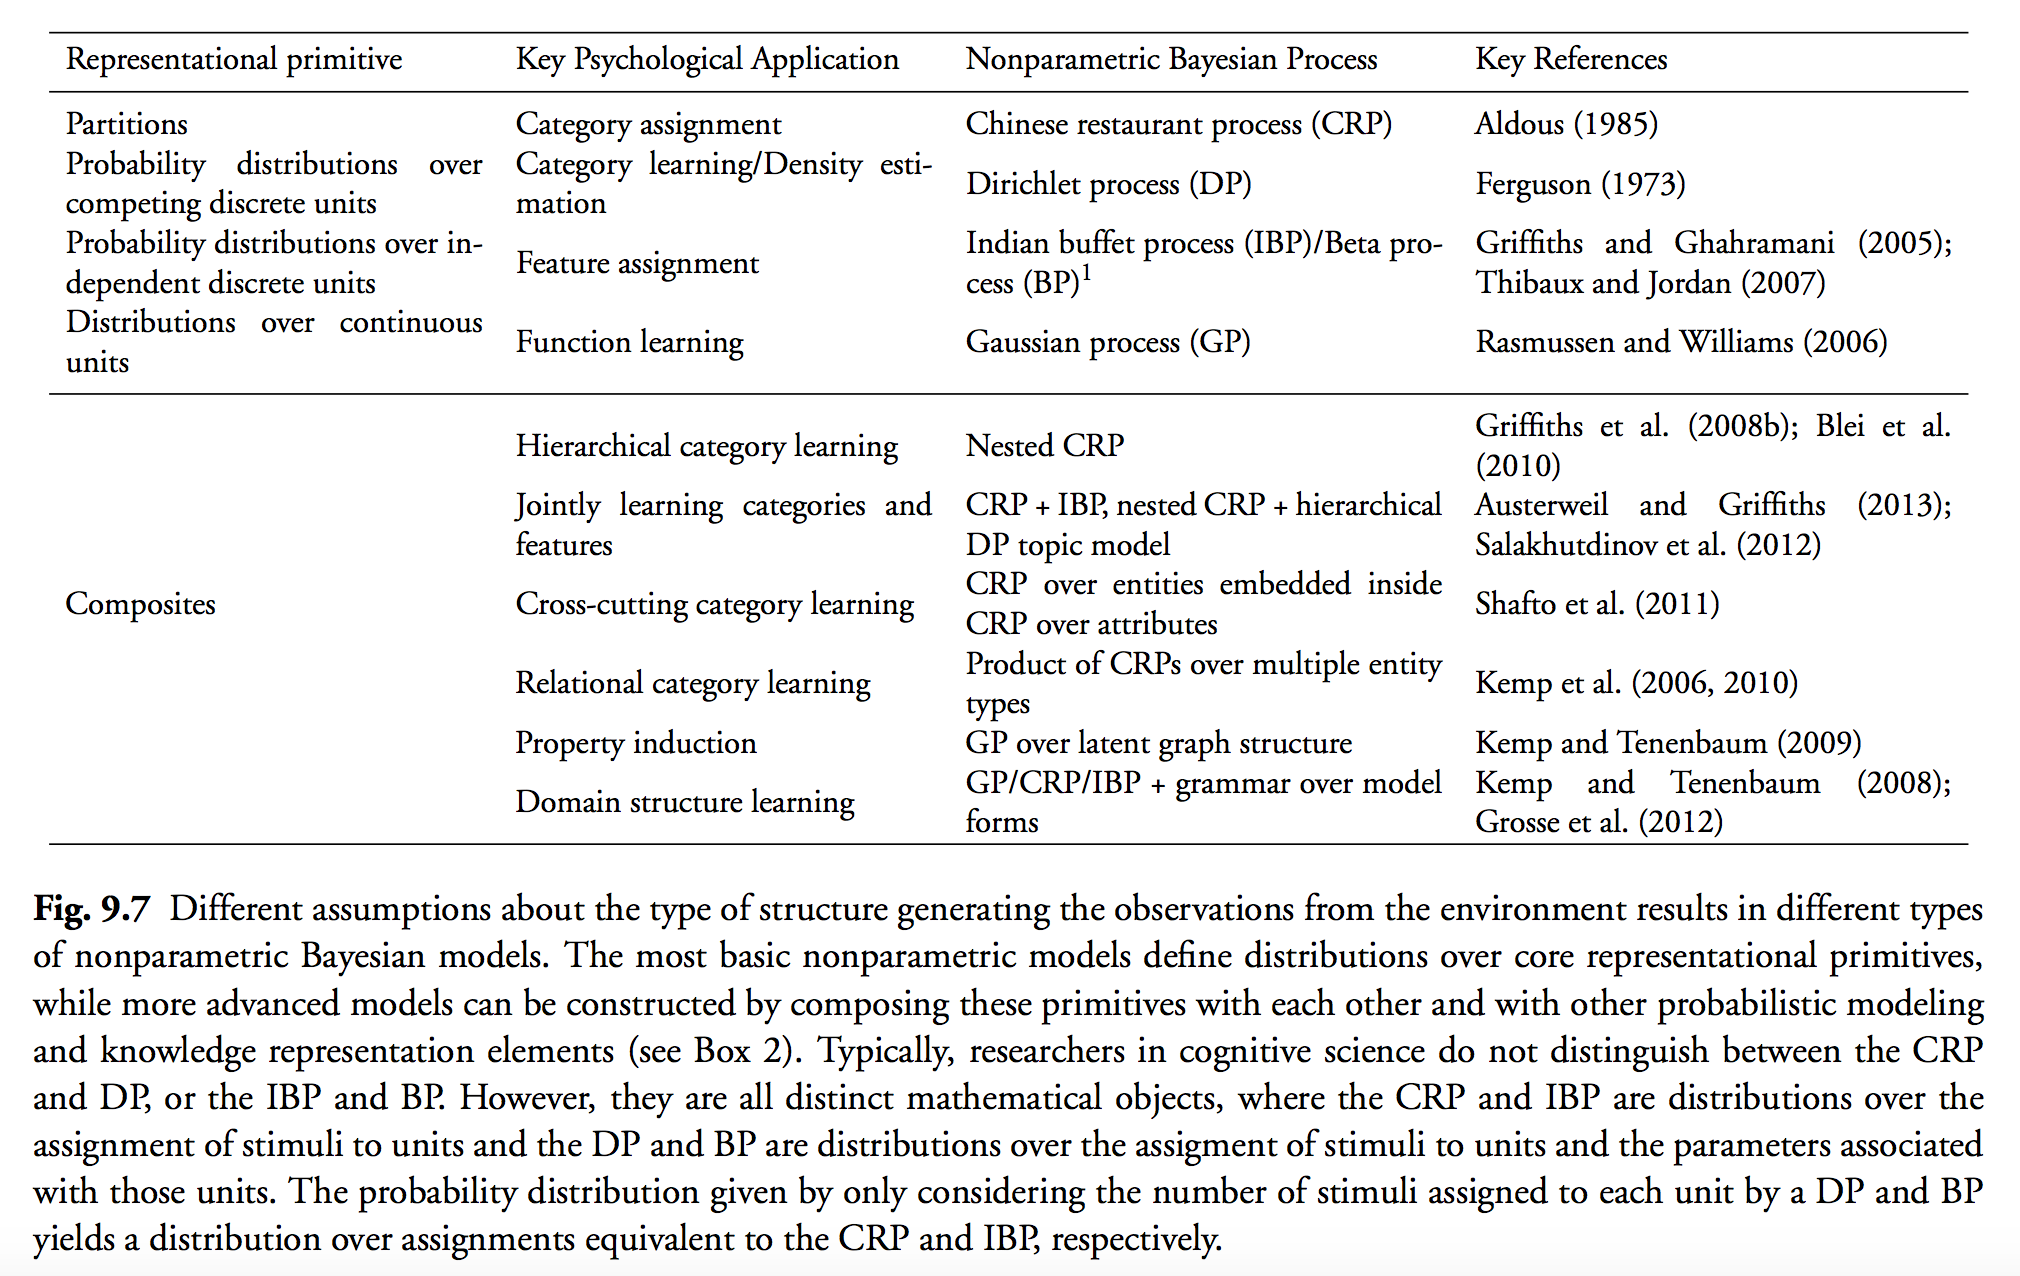 Representational primitive Key Psychological Application Nonparametric Bayesian Process Key References
Partitions Category assignment Chinese restaurant process (CRP) Aldous (1985)
Probability distributions over
competing discrete units
Category learning/Density esti-
mation
Dirichlet process (DP)
Ferguson (1973)
Probability distributions over in-
dependent discrete units
Feature assignment
Indian buffet process (IBP)/Beta pro-
cess (BP)1
Griffiths and Ghahramani (2005);
Thibaux and Jordan (2007)
Distributions over continuous
units
Function learning
Gaussian process (GP)
Rasmussen and Williams (2006)
Composites
Hierarchical category learning
Nested CRP
Griffiths et al. (2008b); Blei et al.
(2010)
Jointly learning categories and
features
CRP + IBP, nested CRP + hierarchical
DP topic model
Austerweil and Griffiths (2013);
Salakhutdinov et al. (2012)
Cross-cutting category learning
CRP over entities embedded inside
CRP over attributes
Shafto et al. (2011)
Relational category learning
Product of CRPs over multiple entity
types
Kemp et al. (2006, 2010)
Property induction
GP over latent graph structure
Kemp and Tenenbaum (2009)
Domain structure learning
GP/CRP/IBP + grammar over model
forms
Kemp and Tenenbaum (2008);
Grosse et al. (2012)
Fig. 9.7 Different assumptions about the type of structure generating the observations from the environment results in different types
of nonparametric Bayesian models. The most basic nonparametric models define distributions over core representational primitives,
while more advanced models can be constructed by composing these primitives with each other and with other probabilistic modeling
and knowledge representation elements (see Box 2). Typically, researchers in cognitive science do not distinguish between the CRP
and DP, or the IBP and BP. However, they are all distinct mathematical objects, where the CRP and IBP are distributions over the
assignment of stimuli to units and the DP and BP are distributions over the assigment of stimuli to units and the parameters associated
with those units. The probability distribution given by only considering the number of stimuli assigned to each unit by a DP and BP
yields a distribution over assignments equivalent to the CRP and IBP, respectively.